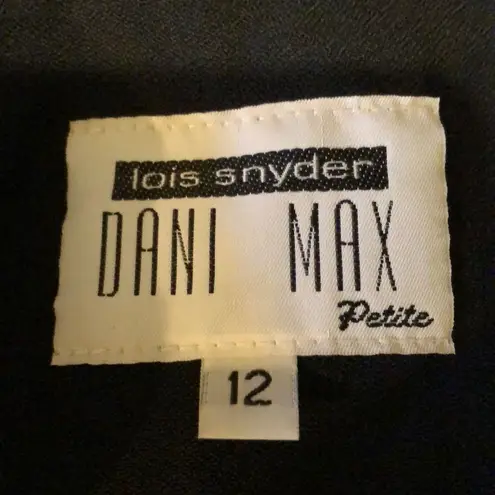 lois snyder
DANI MAX
Petite
12